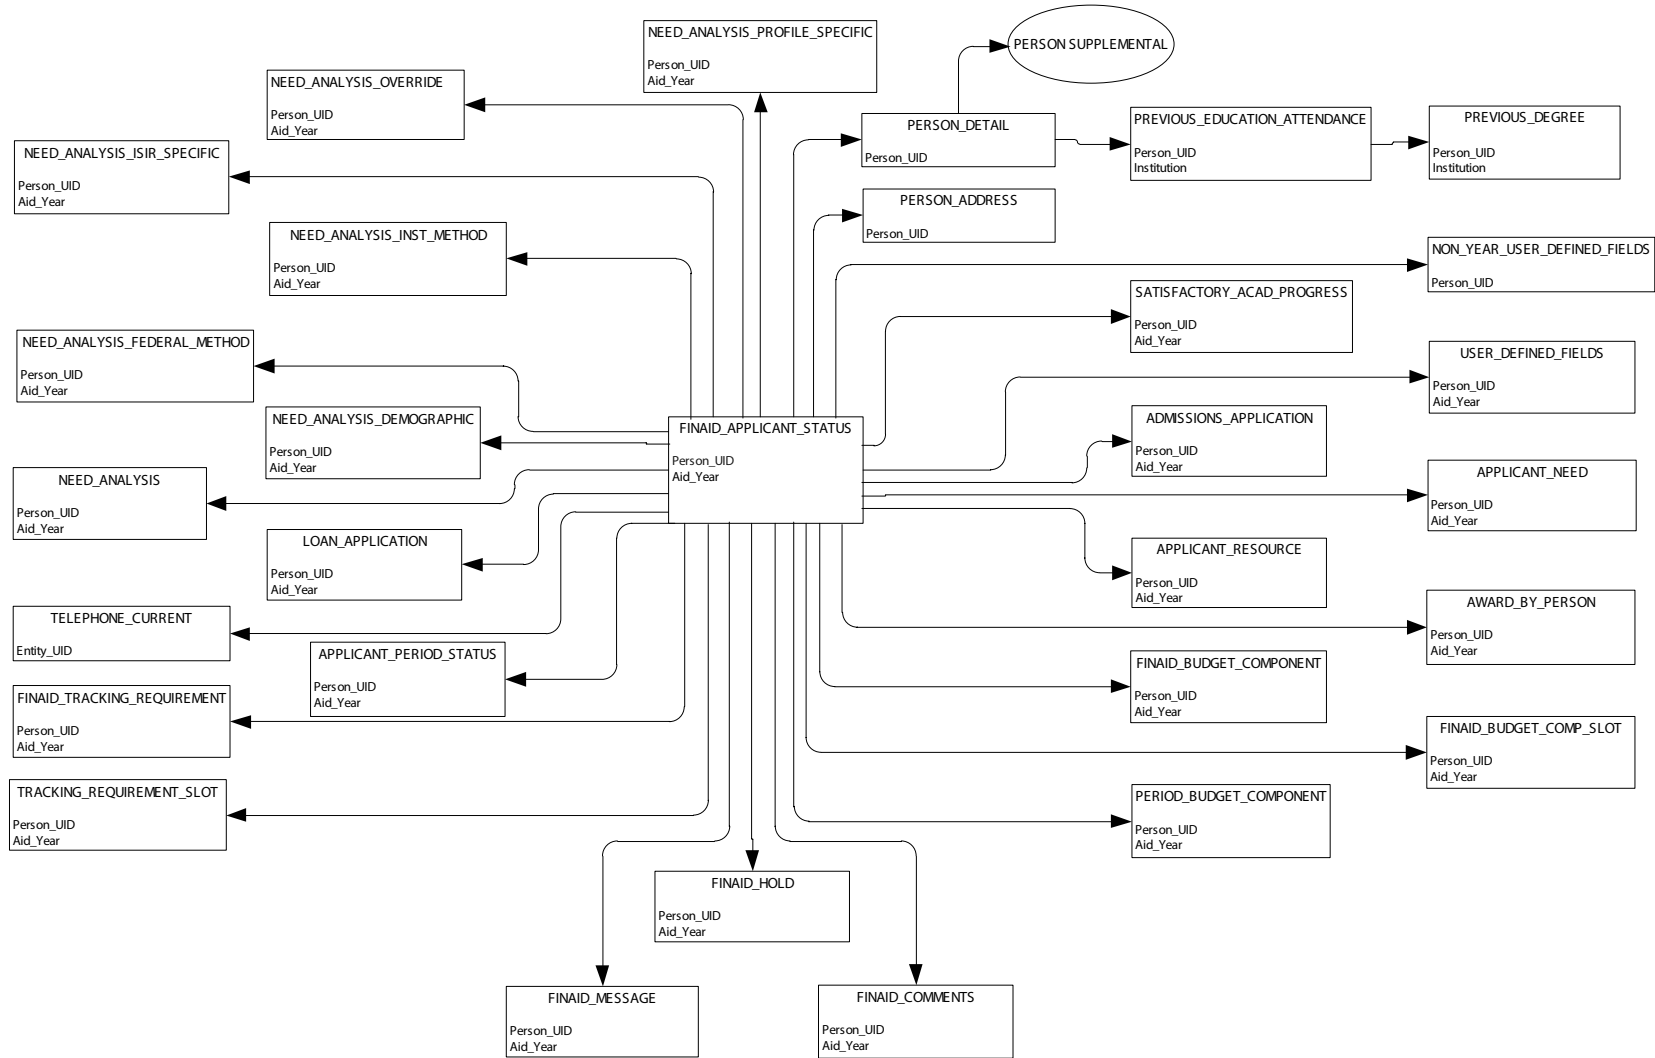 NEED_ANALYSIS_PROFILE_SPECIFIC
Person_UID
Aid_Year
PERSON SUPPLEMENTAL
NEED_ANALYSIS_OVERRIDE
Person_UID
Aid_Year
PERSON_DETAIL
Person_UID
PREVIOUS_EDUCATION_ATTENDANCE
Person_UID
Institution
PREVIOUS_DEGREE
Person_UID
Institution
NEED_ANALYSIS_ISIR_SPECIFIC
Person_UID
Aid_Year
PERSON_ADDRESS
Person_UID
NEED_ANALYSIS_INST_METHOD
Person_UID
Aid_Year
NON_YEAR_USER_DEFINED_FIELDS
Person_UID
SATISFACTORY_ACAD_PROGRESS
Person_UID
Aid_Year
NEED_ANALYSIS_FEDERAL_METHOD
Person_UID
Aid_Year
USER_DEFINED_FIELDS
Person_UID
Aid_Year
NEED_ANALYSIS_DEMOGRAPHIC
Person_UID
Aid_Year
FINAID_APPLICANT_STATUS
Person_UID
Aid_Year
ADMISSIONS_APPLICATION
Person_UID
Aid_Year
NEED_ANALYSIS
Person_UID
Aid_Year
APPLICANT_NEED
Person_UID
Aid_Year
LOAN_APPLICATION
Person_UID
Aid_Year
APPLICANT_RESOURCE
Person_UID
Aid_Year
TELEPHONE_CURRENT
Entity_UID
AWARD_BY_PERSON
Person_UID
Aid_Year
APPLICANT_PERIOD_STATUS
Person_UID
Aid_Year
FINAID_BUDGET_COMPONENT
Person_UID
Aid_Year
FINAID_TRACKING_REQUIREMENT
Person_UID
Aid_Year
FINAID_BUDGET_COMP_SLOT
Person_UID
Aid_Year
TRACKING_REQUIREMENT_SLOT
Person_UID
Aid_Year
PERIOD_BUDGET_COMPONENT
Person_UID
Aid_Year
FINAID_HOLD
Person_UID
Aid_Year
FINAID_MESSAGE
Person_UID
Aid_Year
FINAID_COMMENTS
Person_UID
Aid_Year